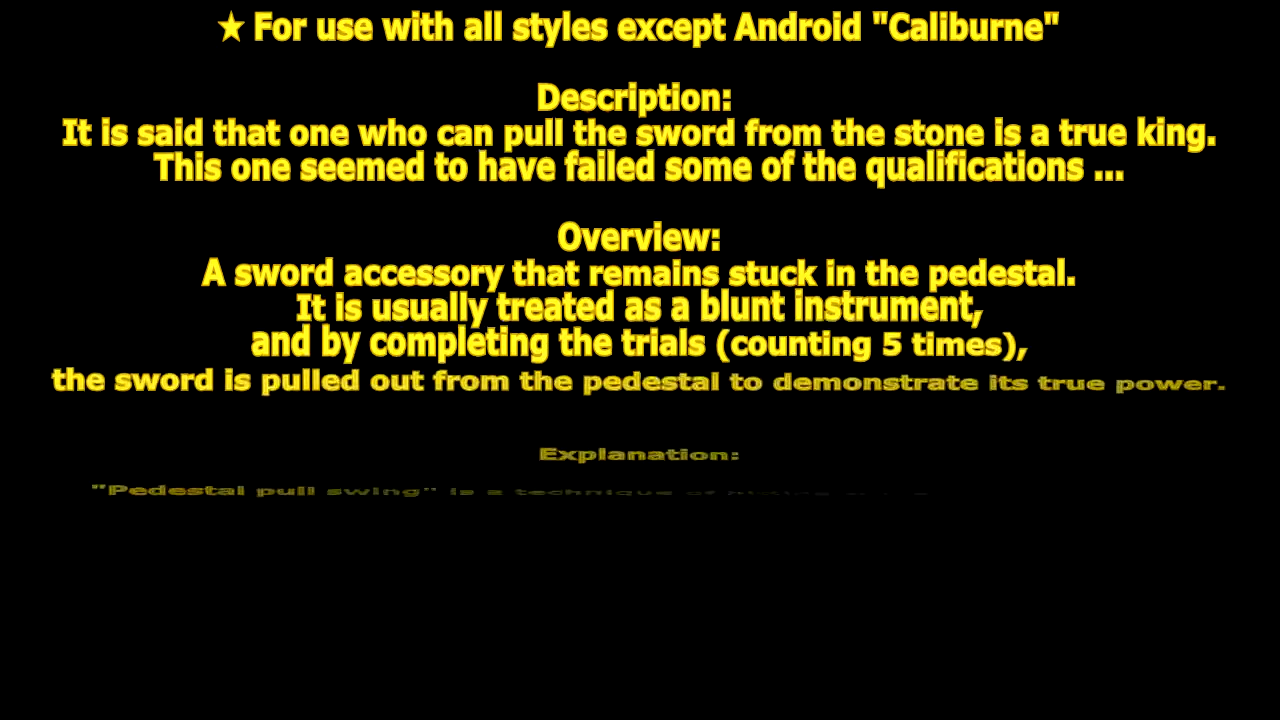 ★ For use with all styles except Android "Caliburne"
Description:
It is said that one who can pull the sword from the stone is a true king.
This one seemed to have failed some of the qualifications ...
Overview:
A sword accessory that remains stuck in the pedestal.
It is usually treated as a blunt instrument,
and by completing the trials (counting 5 times),
the sword is pulled out from the pedestal to demonstrate its true power.
Explanation:
"Pedestal pull swing" is a technique of